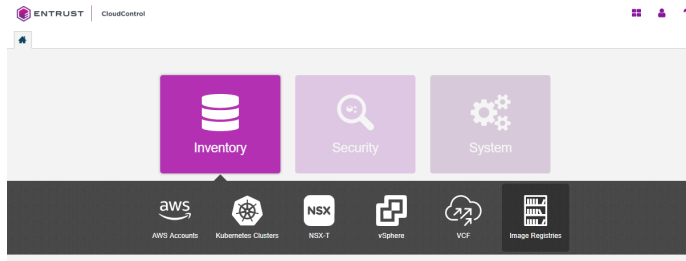 ENTRUST CloudControl
Inventory Security System
aws NSX
AWS Accounts Kubernetes Clusters NSX-T vSphere VCF Image Registries